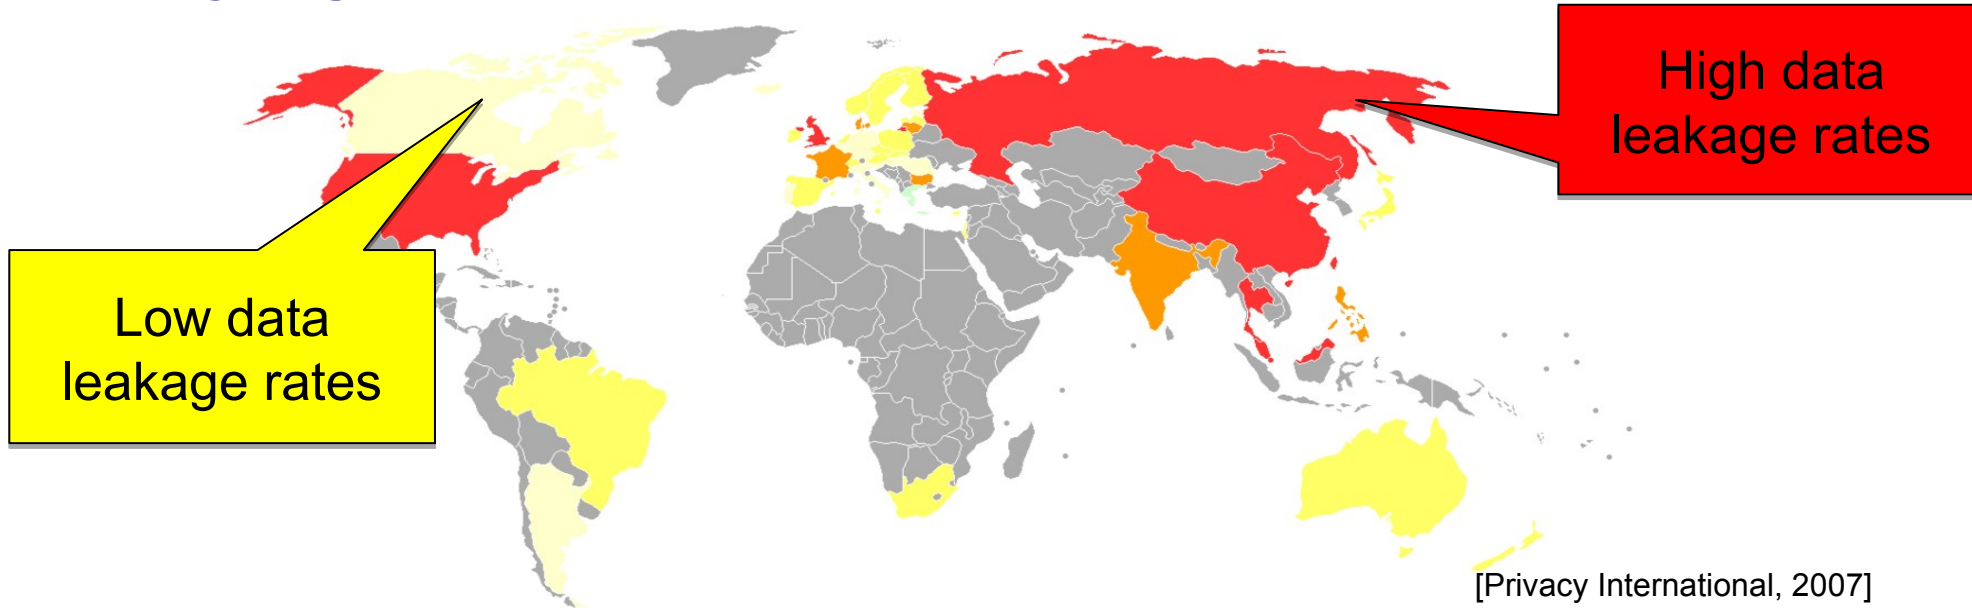 High data
leakage rates
Low data
leakage rates
[Privacy International, 2007]